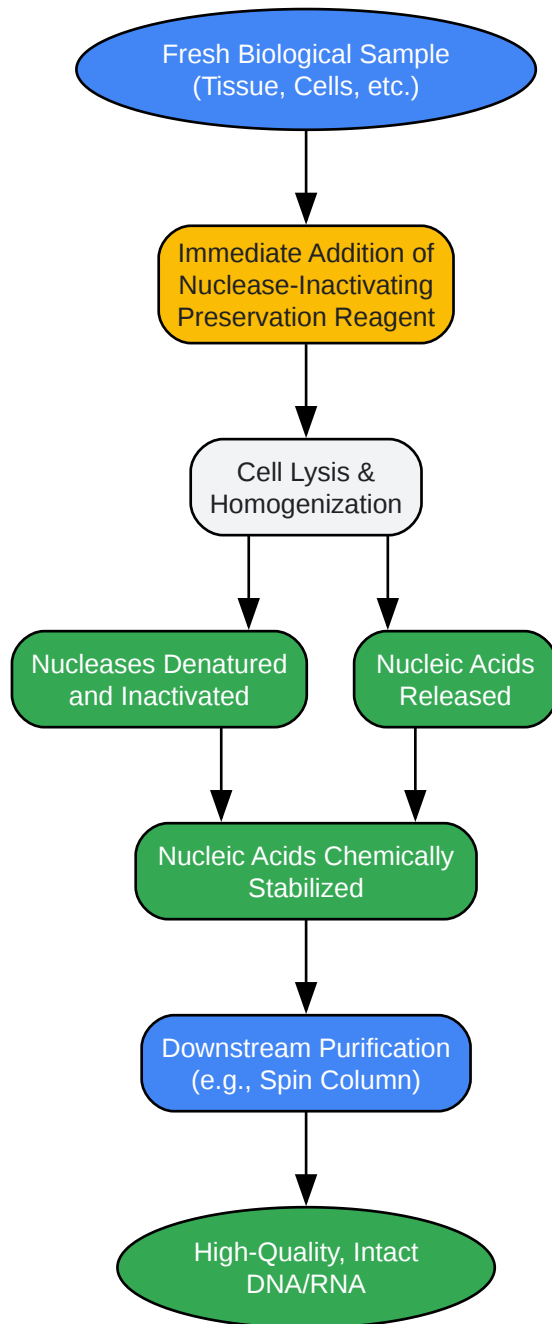 Fresh Biological Sample
(Tissue, Cells, etc.)
Immediate Addition of
Nuclease-Inactivating
Preservation Reagent
Cell Lysis &
Homogenization
Nucleases Denatured
and Inactivated
Nucleic Acids
Released
Nucleic Acids Chemically
Stabilized
Downstream Purification
(e.g., Spin Column)
High-Quality, Intact
DNA/RNA